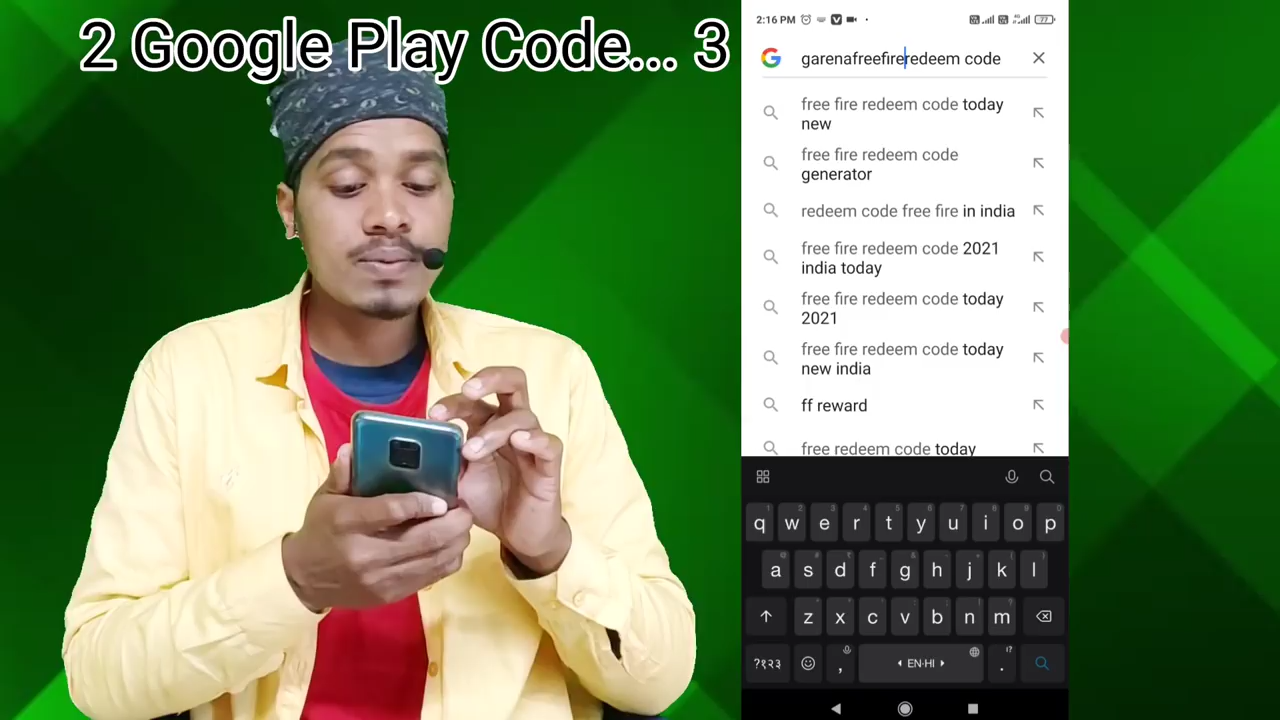 2 Google Play Code... 3
2:16 PM
77
garenafreefireredeem code
free fire redeem code today
new
free fire redeem code
generator
redeem code free fire in india
free fire redeem code 2021
india today
free fire redeem code today
2021
free fire redeem code today
new india
ff reward
free redeem code today
q w e r t y u i o p
a s d f g h j k l
z x c v b n m
?१२३ , EN-HI .